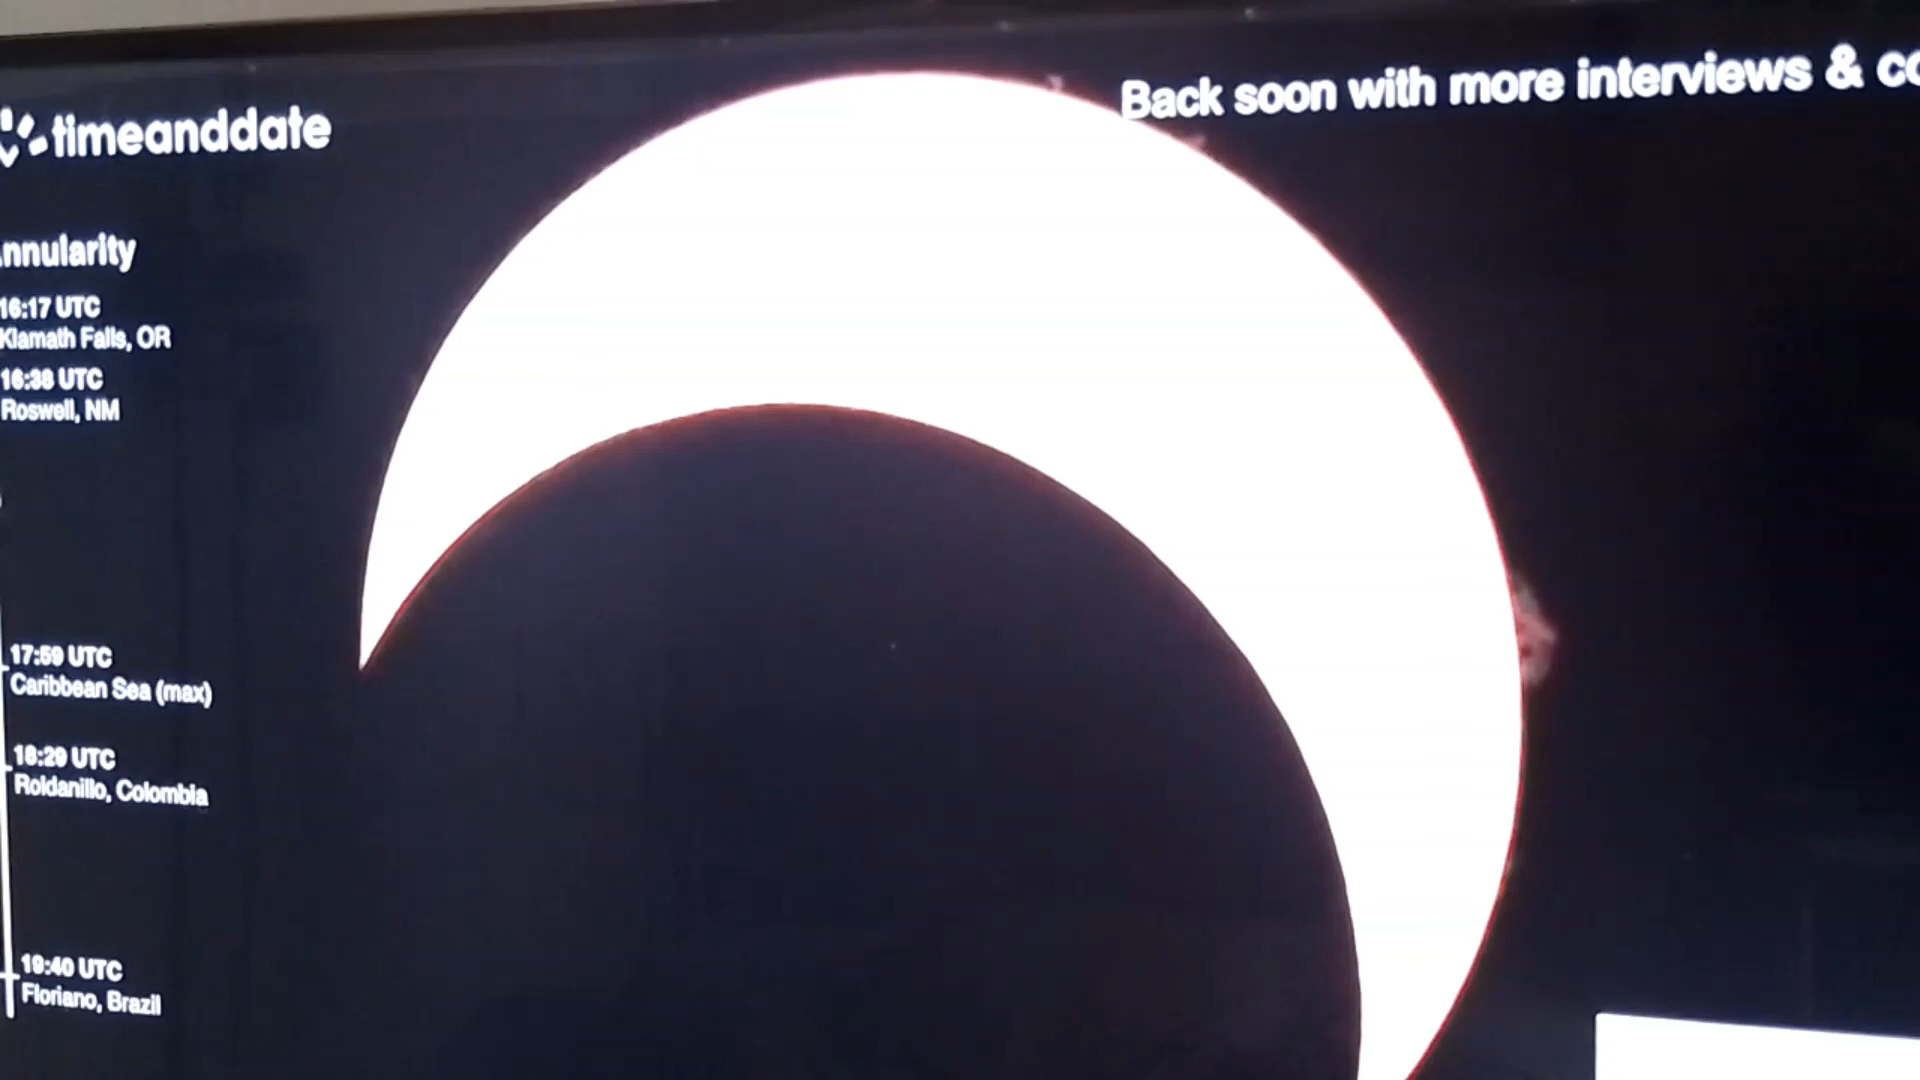 timeanddate
Back soon with more interviews &
nnularity
16:17 UTC
Klamath Falls, OR
16:38 UTC
Roswell, NM
17:59 UTC
Caribbean Sea (max)
18:29 UTC
Roldanillo, Colombia
19:40 UTC
Floriano, Brazil